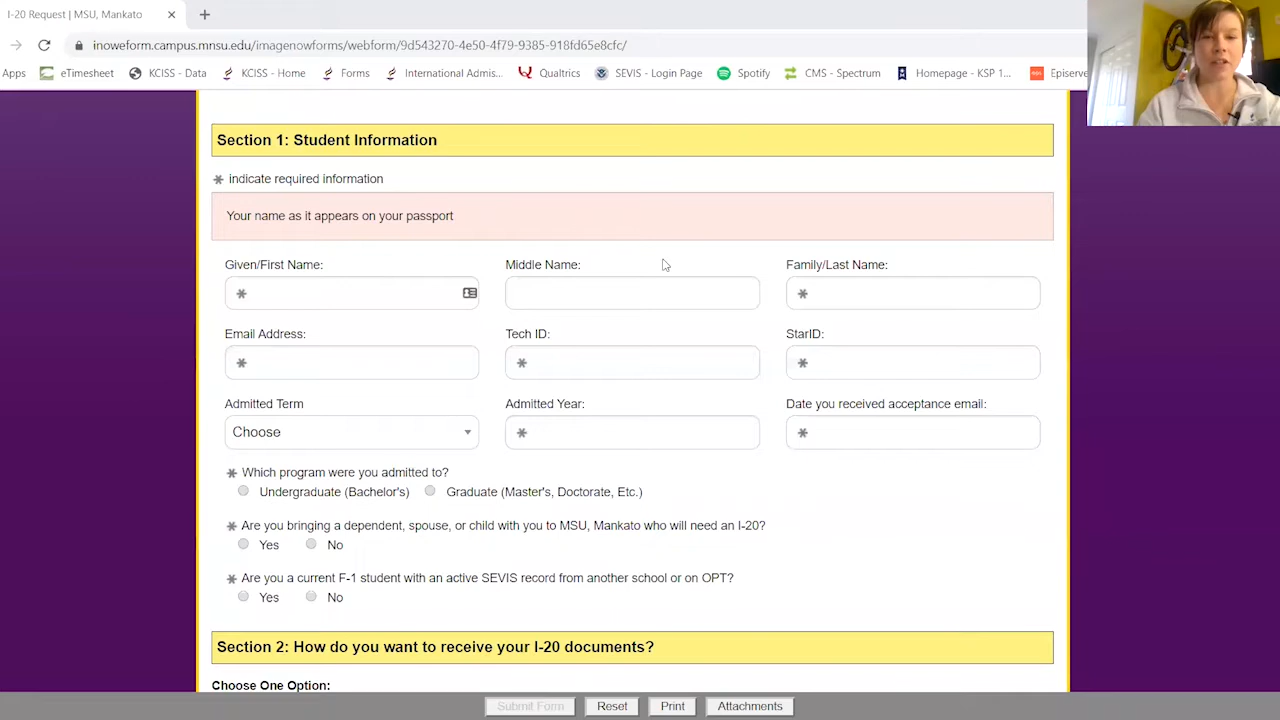 I-20 Request | MSU, Mankato
inoweform.campus.mnsu.edu/imagenowforms/webform/9d543270-4e50-4f79-9385-918fd65e8cfc/
Apps eTimesheet KCISS - Data KCISS - Home Forms International Admis... Qualtrics SEVIS - Login Page Spotify CMS - Spectrum Homepage - KSP 1... Episerve
Section 1: Student Information
* indicate required information
Your name as it appears on your passport
Given/First Name: Middle Name: Family/Last Name:
* * 
Email Address: Tech ID: StarID:
* * *
Admitted Term Admitted Year: Date you received acceptance email:
Choose * *
* Which program were you admitted to?
Undergraduate (Bachelor's) Graduate (Master's, Doctorate, Etc.)
* Are you bringing a dependent, spouse, or child with you to MSU, Mankato who will need an I-20?
Yes No
* Are you a current F-1 student with an active SEVIS record from another school or on OPT?
Yes No
Section 2: How do you want to receive your I-20 documents?
Choose One Option:
Submit Form Reset Print Attachments